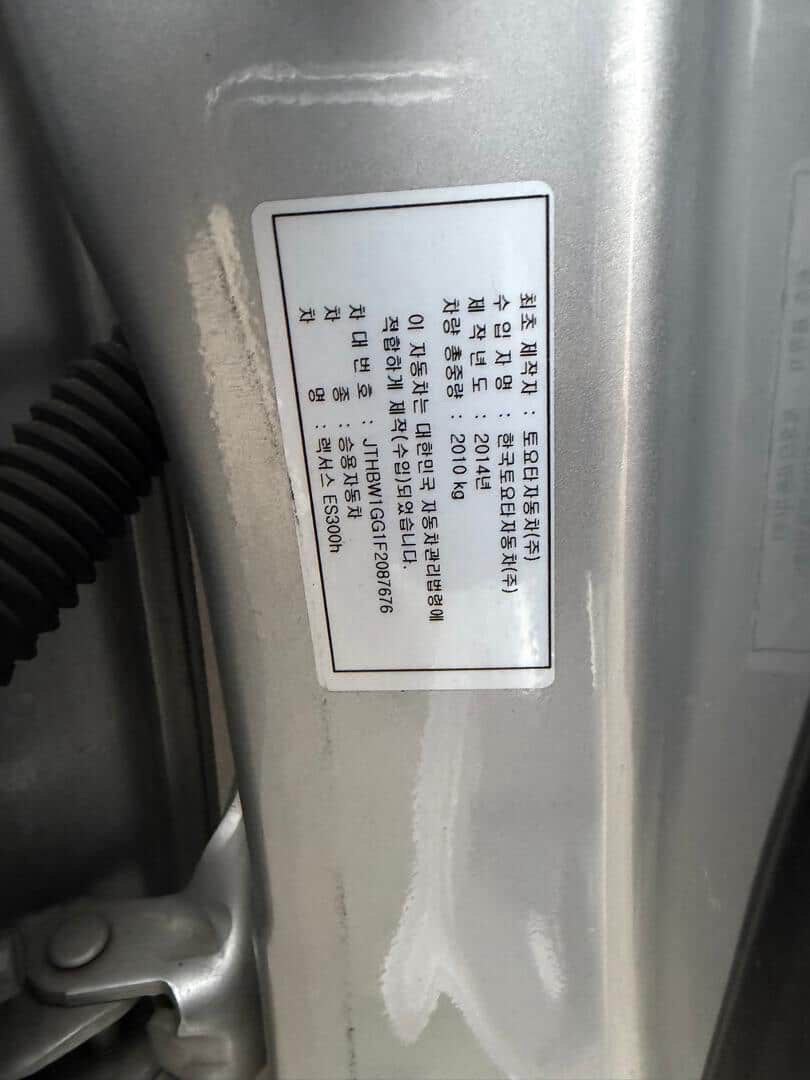 최초 제작자 : 토요타자동차(주)
수입자명 : 한국토요타자동차(주)
제작년도 : 2014년
차량 총중량 : 2010 kg
이 자동차는 대한민국 자동차관리법령에
적합하게 제작(수입)되었습니다.
차대번호 : JTHBW1GG1F2087676
차 종 : 승용자동차
차 명 : 렉서스 ES300h